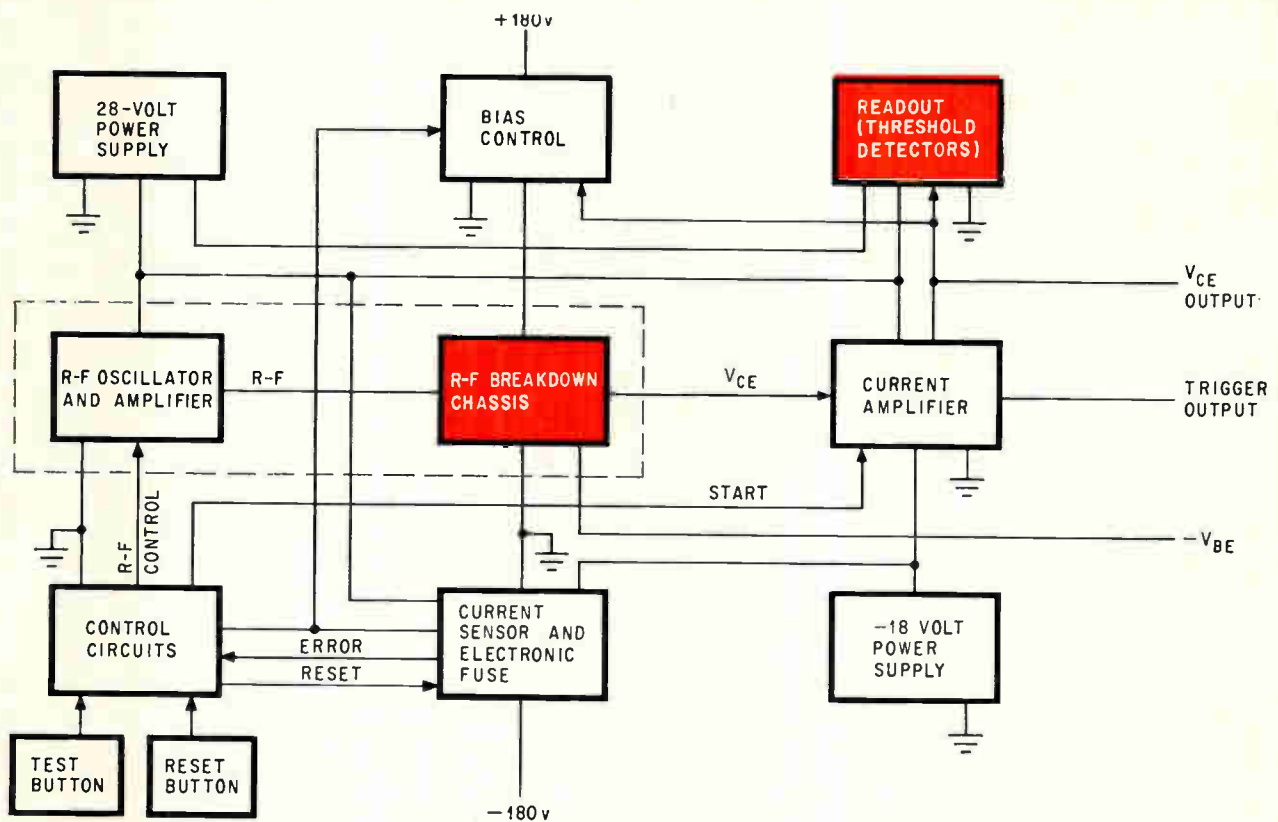 +180v
28-VOLT
POWER
SUPPLY
BIAS
CONTROL
READOUT
(THRESHOLD
DETECTORS)
VCE
OUTPUT
R-F OSCILLATOR
AND AMPLIFIER
R-F
R-F BREAKDOWN
CHASSIS
VCE
CURRENT
AMPLIFIER
TRIGGER
OUTPUT
R-F
CONTROL
START
-VBE
CONTROL
CIRCUITS
ERROR
RESET
CURRENT
SENSOR AND
ELECTRONIC
FUSE
-18 VOLT
POWER
SUPPLY
TEST
BUTTON
RESET
BUTTON
-180v